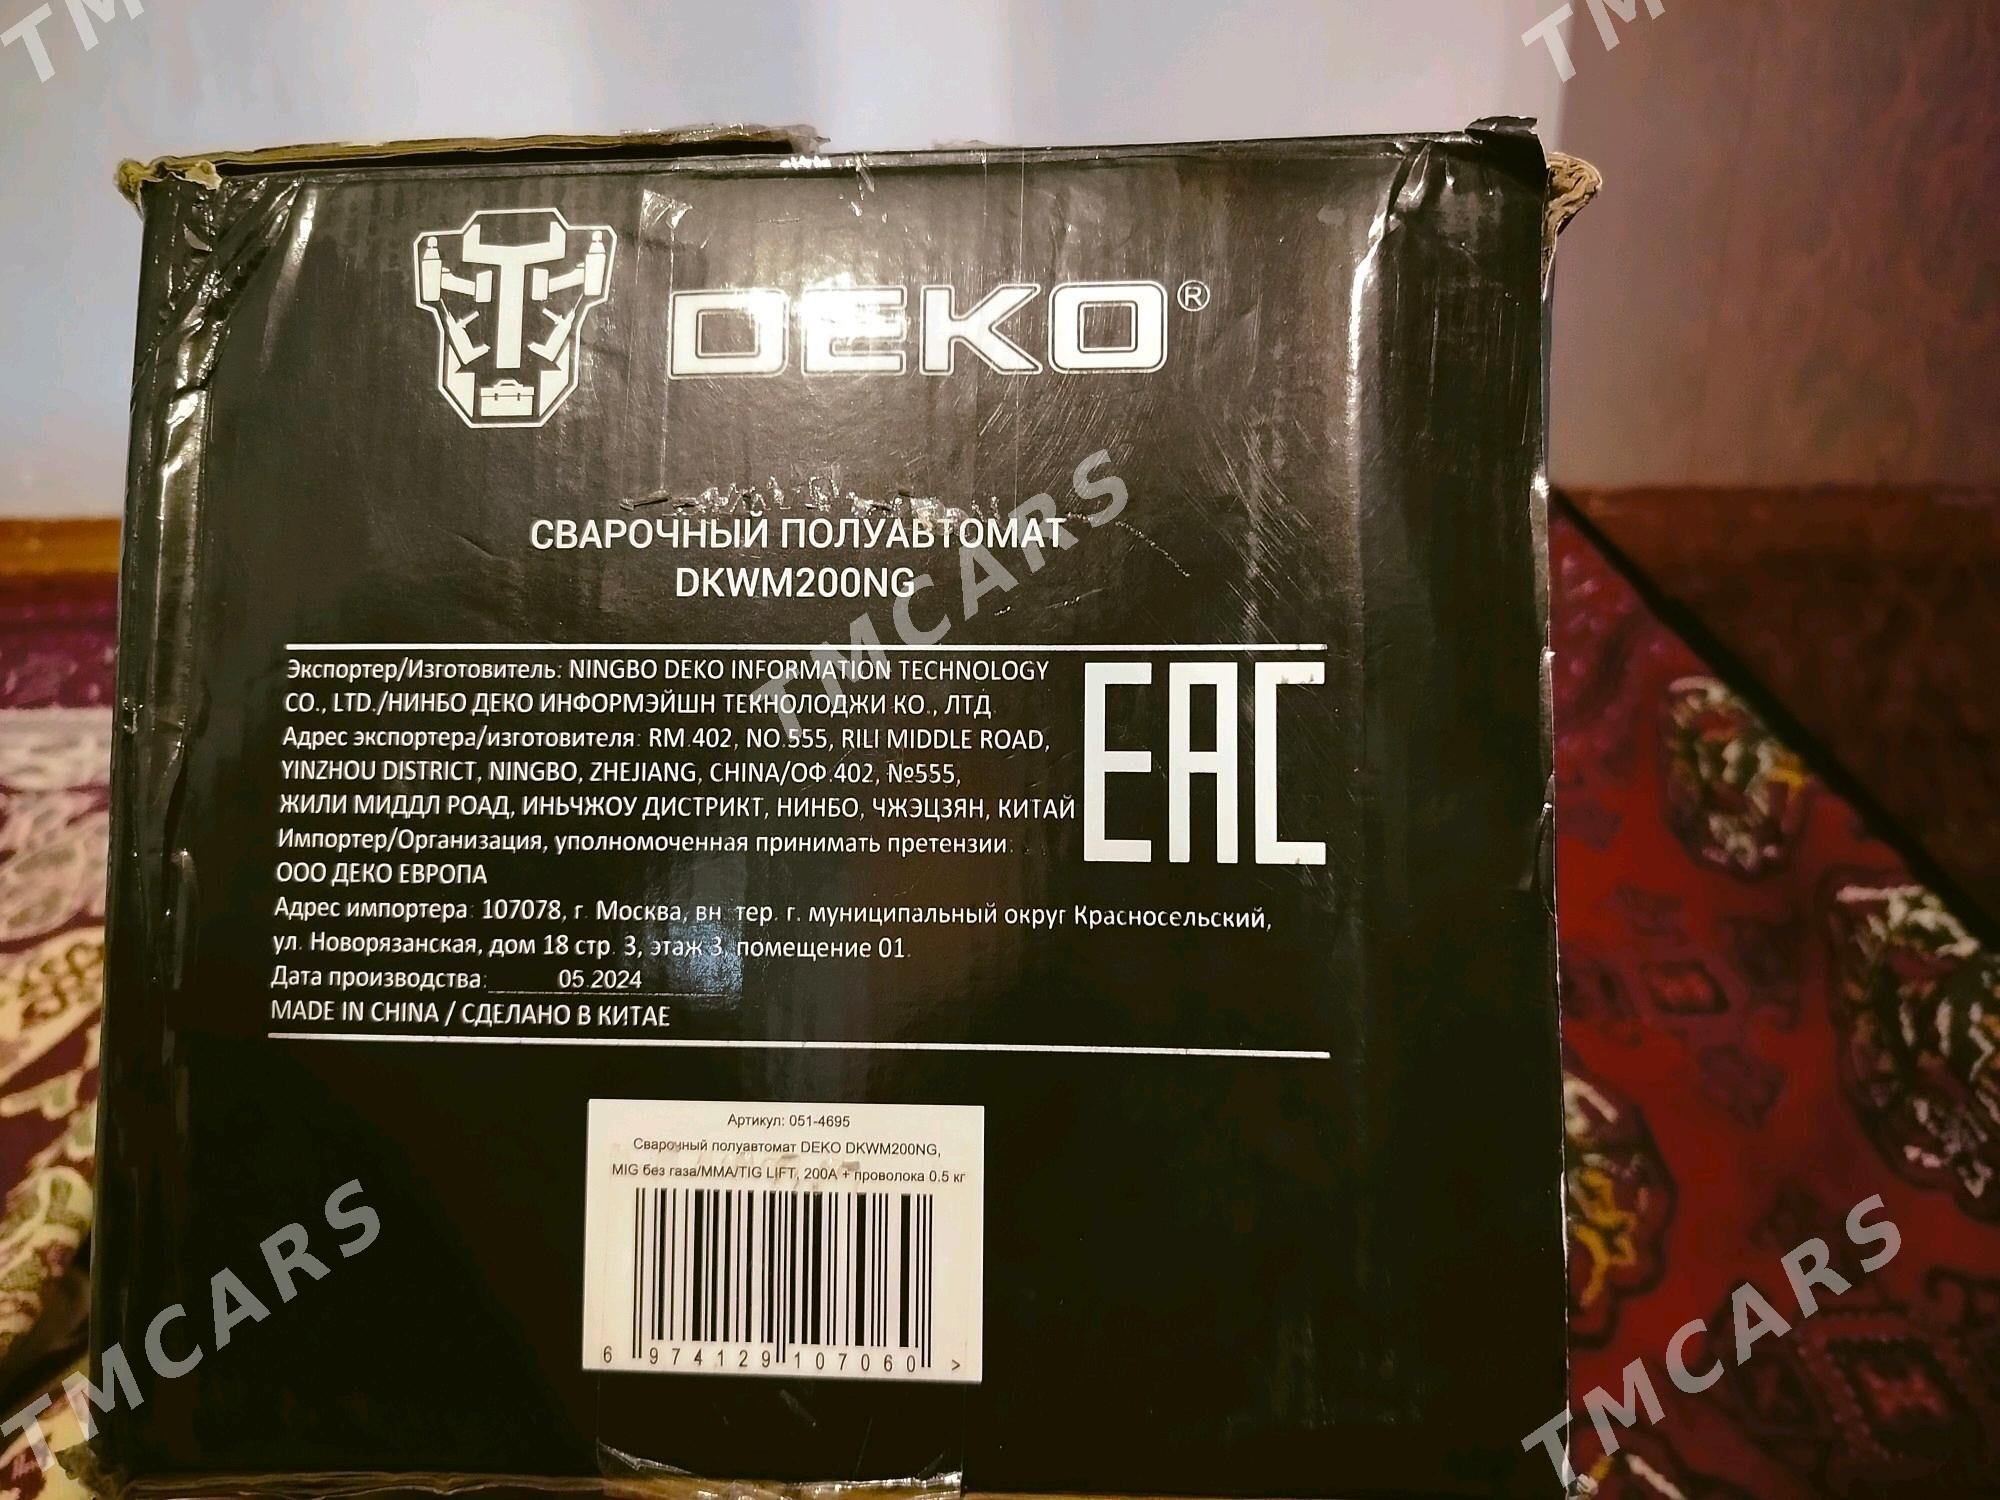 DEKO®
СВАРОЧНЫЙ ПОЛУАВТОМАТ
DKWM200NG
Экспортер/Изготовитель: NINGBO DEKO INFORMATION TECHNOLOGY
CO., LTD./НИНБО ДЕКО ИНФОРМЭЙШН ТЕКНОЛОДЖИ КО., ЛТД.
Адрес экспортера/изготовителя: RM.402, NO.555, RILI MIDDLE ROAD,
YINZHOU DISTRICT, NINGBO, ZHEJIANG, CHINA/ОФ.402, №555,
ЖИЛИ МИДДЛ РОАД, ИНЬЧЖОУ ДИСТРИКТ, НИНБО, ЧЖЭЦЗЯН, КИТАЙ
Импортер/Организация, уполномоченная принимать претензии:
ООО ДЕКО ЕВРОПА
Адрес импортера: 107078, г. Москва, вн. тер. г. муниципальный округ Красносельский,
ул. Новорязанская, дом 18 стр. 3, этаж 3, помещение 01.
Дата производства: 05.2024
MADE IN CHINA / СДЕЛАНО В КИТАЕ
EAC
Артикул: 051-4695
Сварочный полуавтомат DEKO DKWM200NG,
MIG без газа/MMA/TIG LIFT, 200A + проволока 0.5 кг
6 974129 107060 >
TMCARS
TMCARS
TMCARS
TMCARS
TMCARS